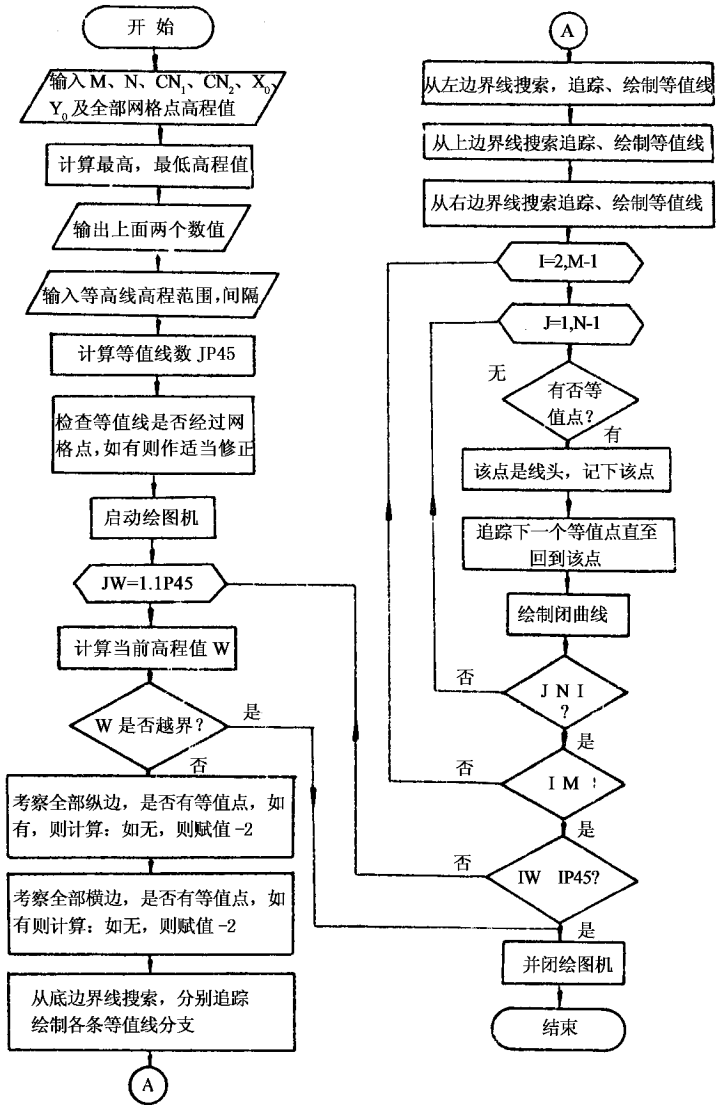 开 始
输入 M、N、CN₁、CN₂、X₀、
Y₀及全部网格点高程值
计算最高，最低高程值
输出上面两个数值
输入等高线高程范围,间隔
计算等值线数 JP45
检查等值线是否经过网
格点,如有则作适当修正
启动绘图机
JW=1.1P45
计算当前高程值 W
W 是否越界?
是
否
考察全部纵边，是否有等值点，如
有，则计算：如无，则赋值-2
考察全部横边，是否有等值点，如
有则计算：如无，则赋值-2
从底边界线搜索，分别追踪
绘制各条等值线分支
A
A
从左边界线搜索，追踪、绘制等值线
从上边界线搜索追踪、绘制等值线
从右边界线搜索追踪、绘制等值线
I=2,M-1
J=1,N-1
无
有否等
值点?
有
该点是线头，记下该点
追踪下一个等值点直至
回到该点
绘制闭曲线
否
J N I
?
是
否
I M
是
否
IW IP45?
是
并闭绘图机
结束